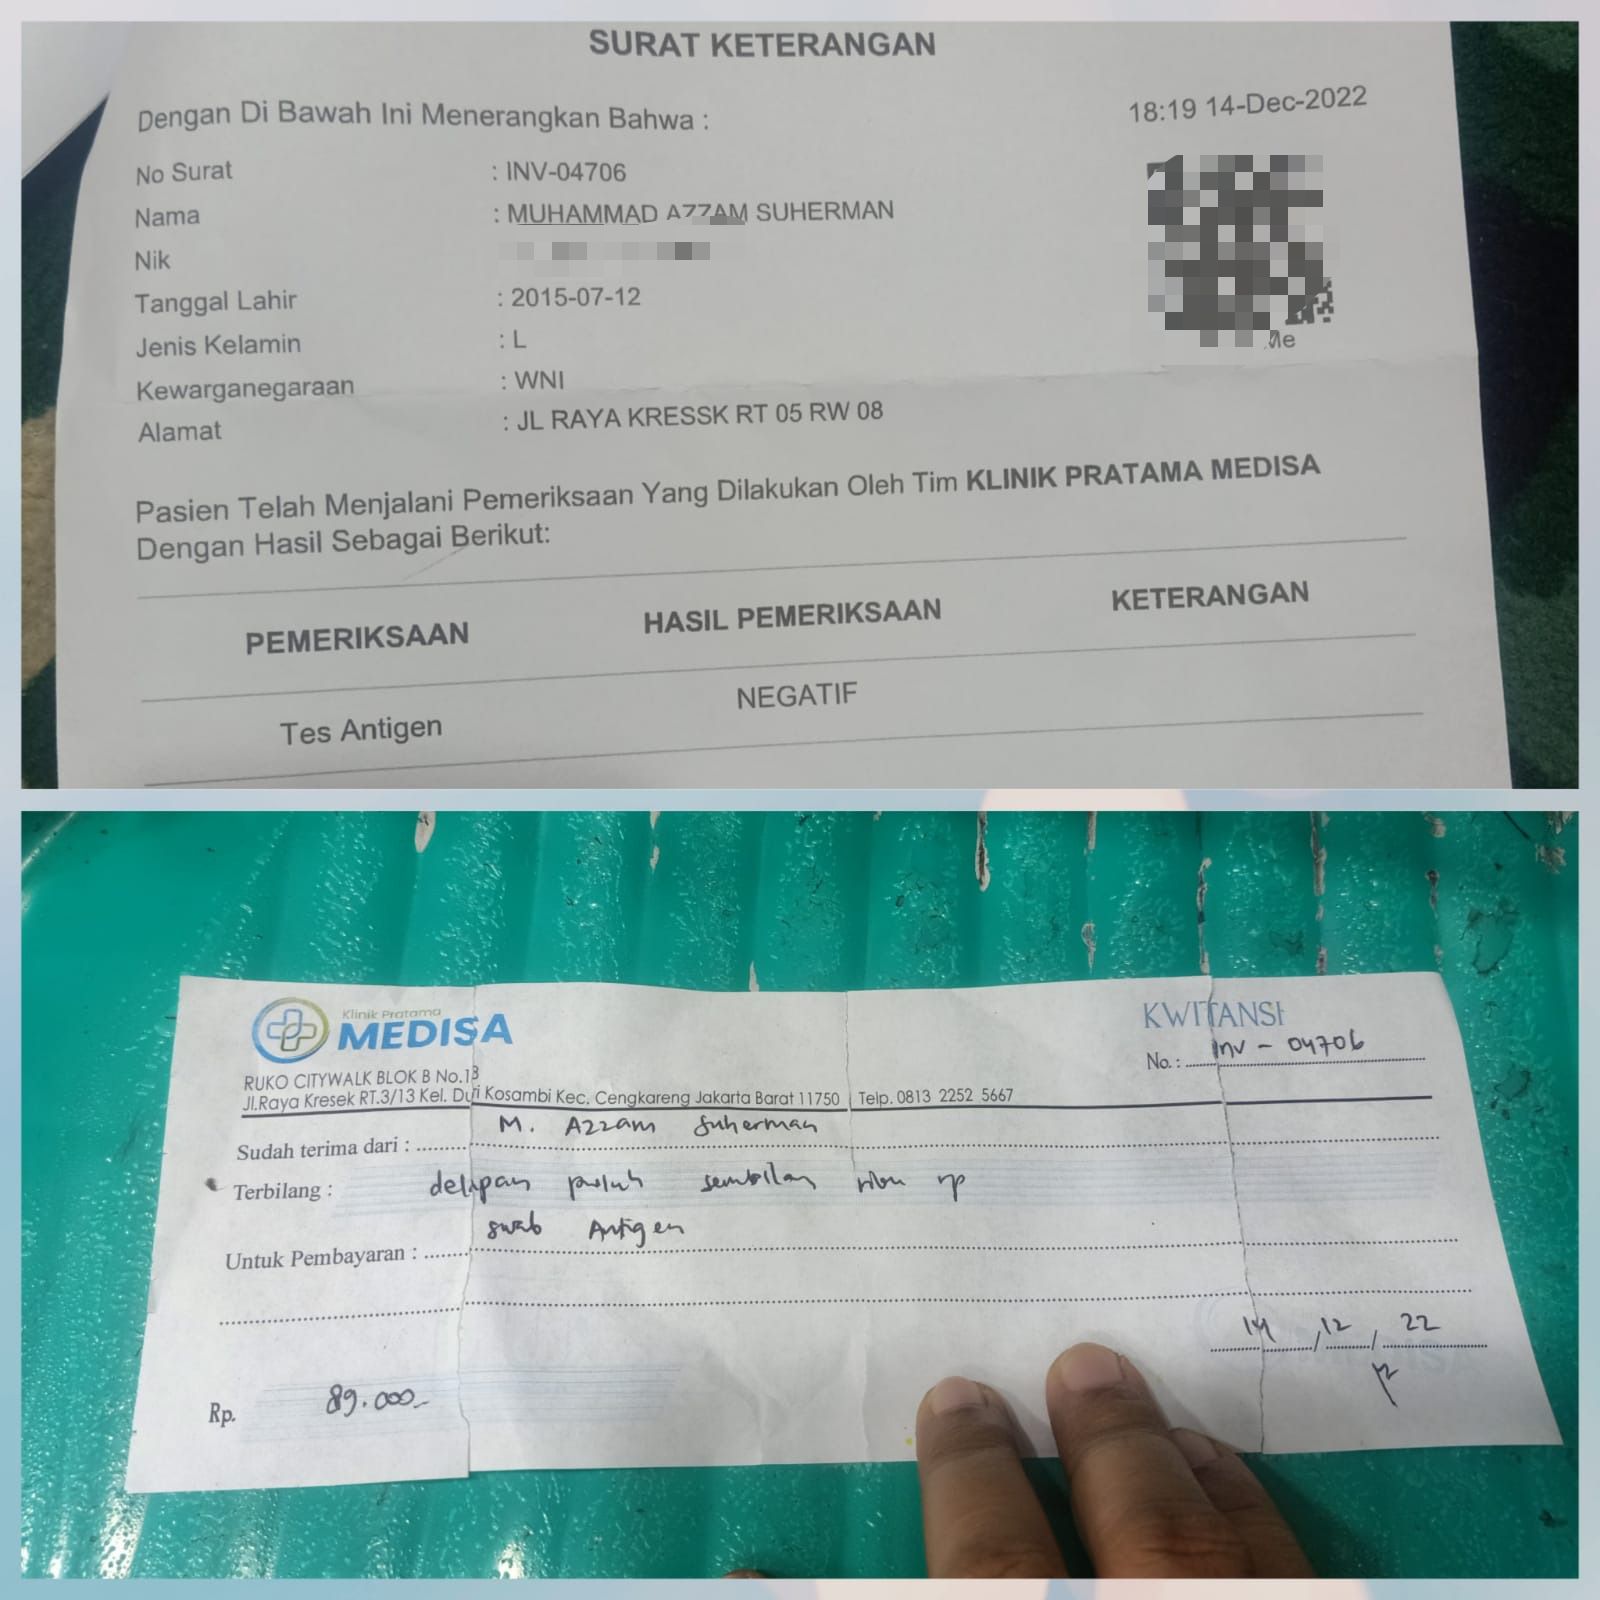 SURAT KETERANGAN
Dengan Di Bawah Ini Menerangkan Bahwa :
18:19 14-Dec-2022
No Surat : INV-04706
Nama : MUHAMMAD AZZAM SUHERMAN
Nik
Tanggal Lahir : 2015-07-12
Jenis Kelamin : L
Kewarganegaraan : WNI
Alamat : JL RAYA KRESSK RT 05 RW 08
Me
Pasien Telah Menjalani Pemeriksaan Yang Dilakukan Oleh Tim KLINIK PRATAMA MEDISA
Dengan Hasil Sebagai Berikut:
PEMERIKSAAN HASIL PEMERIKSAAN KETERANGAN
Tes Antigen NEGATIF
Klinik Pratama
MEDISA
KWITANSI
No.: Inv - 04706
RUKO CITYWALK BLOK B No.13
Jl.Raya Kresek RT.3/13 Kel. Duri Kosambi Kec. Cengkareng Jakarta Barat 11750 Telp. 0813 2252 5667
Sudah terima dari : M. Azzam Suherman
Terbilang : delapan puluh sembilan ribu rp
Untuk Pembayaran : swab Antigen
14 / 12 / 22
Rp. 89.000-